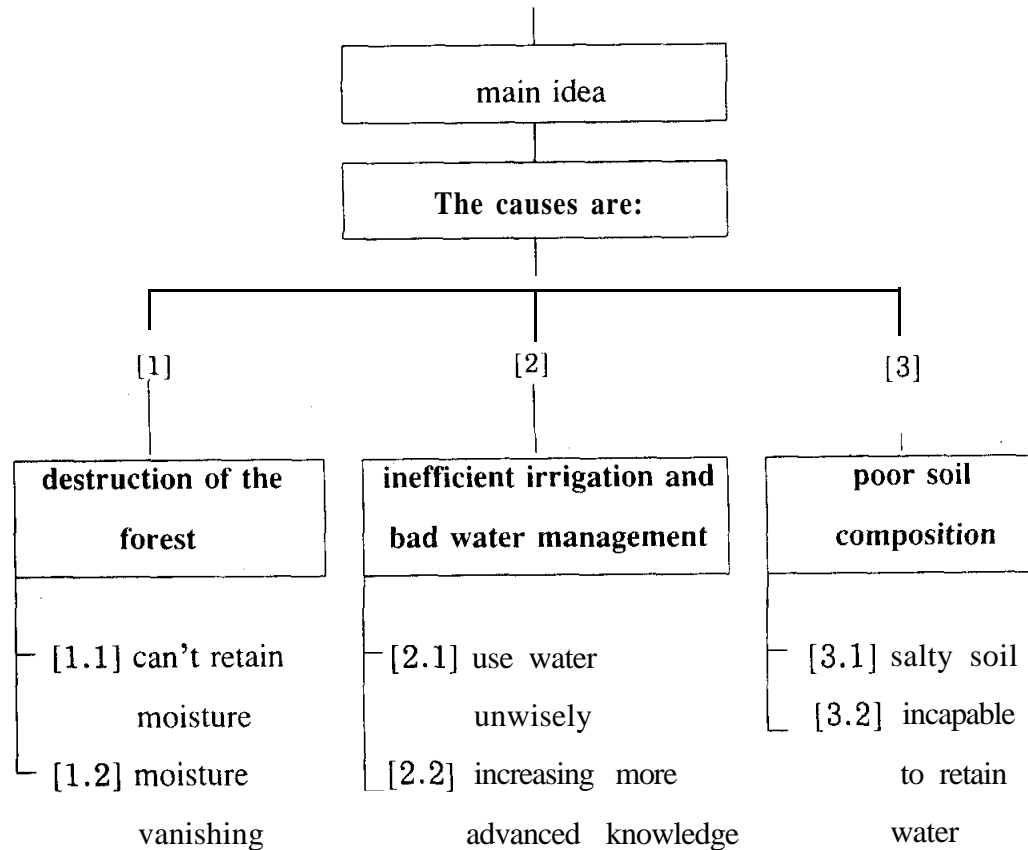 main idea
The causes are:
[1]
[2]
[3]
destruction of the
forest
inefficient irrigation and
bad water management
poor soil
composition
[1.1] can't retain
moisture
[1.2] moisture
vanishing
[2.1] use water
unwisely
[2.2] increasing more
advanced knowledge
[3.1] salty soil
[3.2] incapable
to retain
water